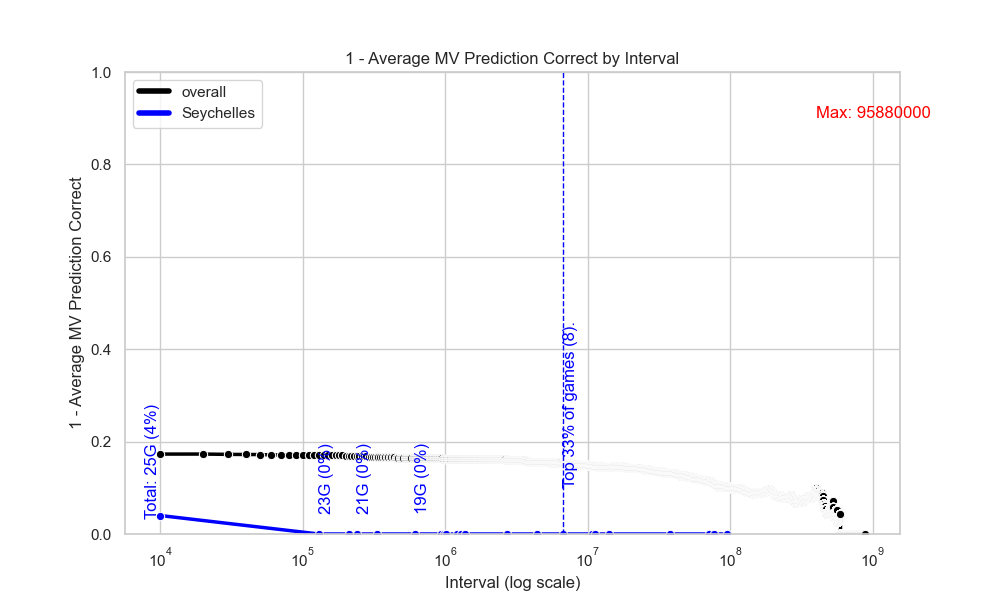 1 - Average MV Prediction Correct by Interval
1.0
overall
Seychelles
Max: 95880000
0.8
0.6
0.4
0.2
0.0
1 - Average MV Prediction Correct
Total: 25G (4%)
23G (0%)
21G (0%)
19G (0%)
Top 33% of games (8).
10^4
10^5
10^6
10^7
10^8
10^9
Interval (log scale)